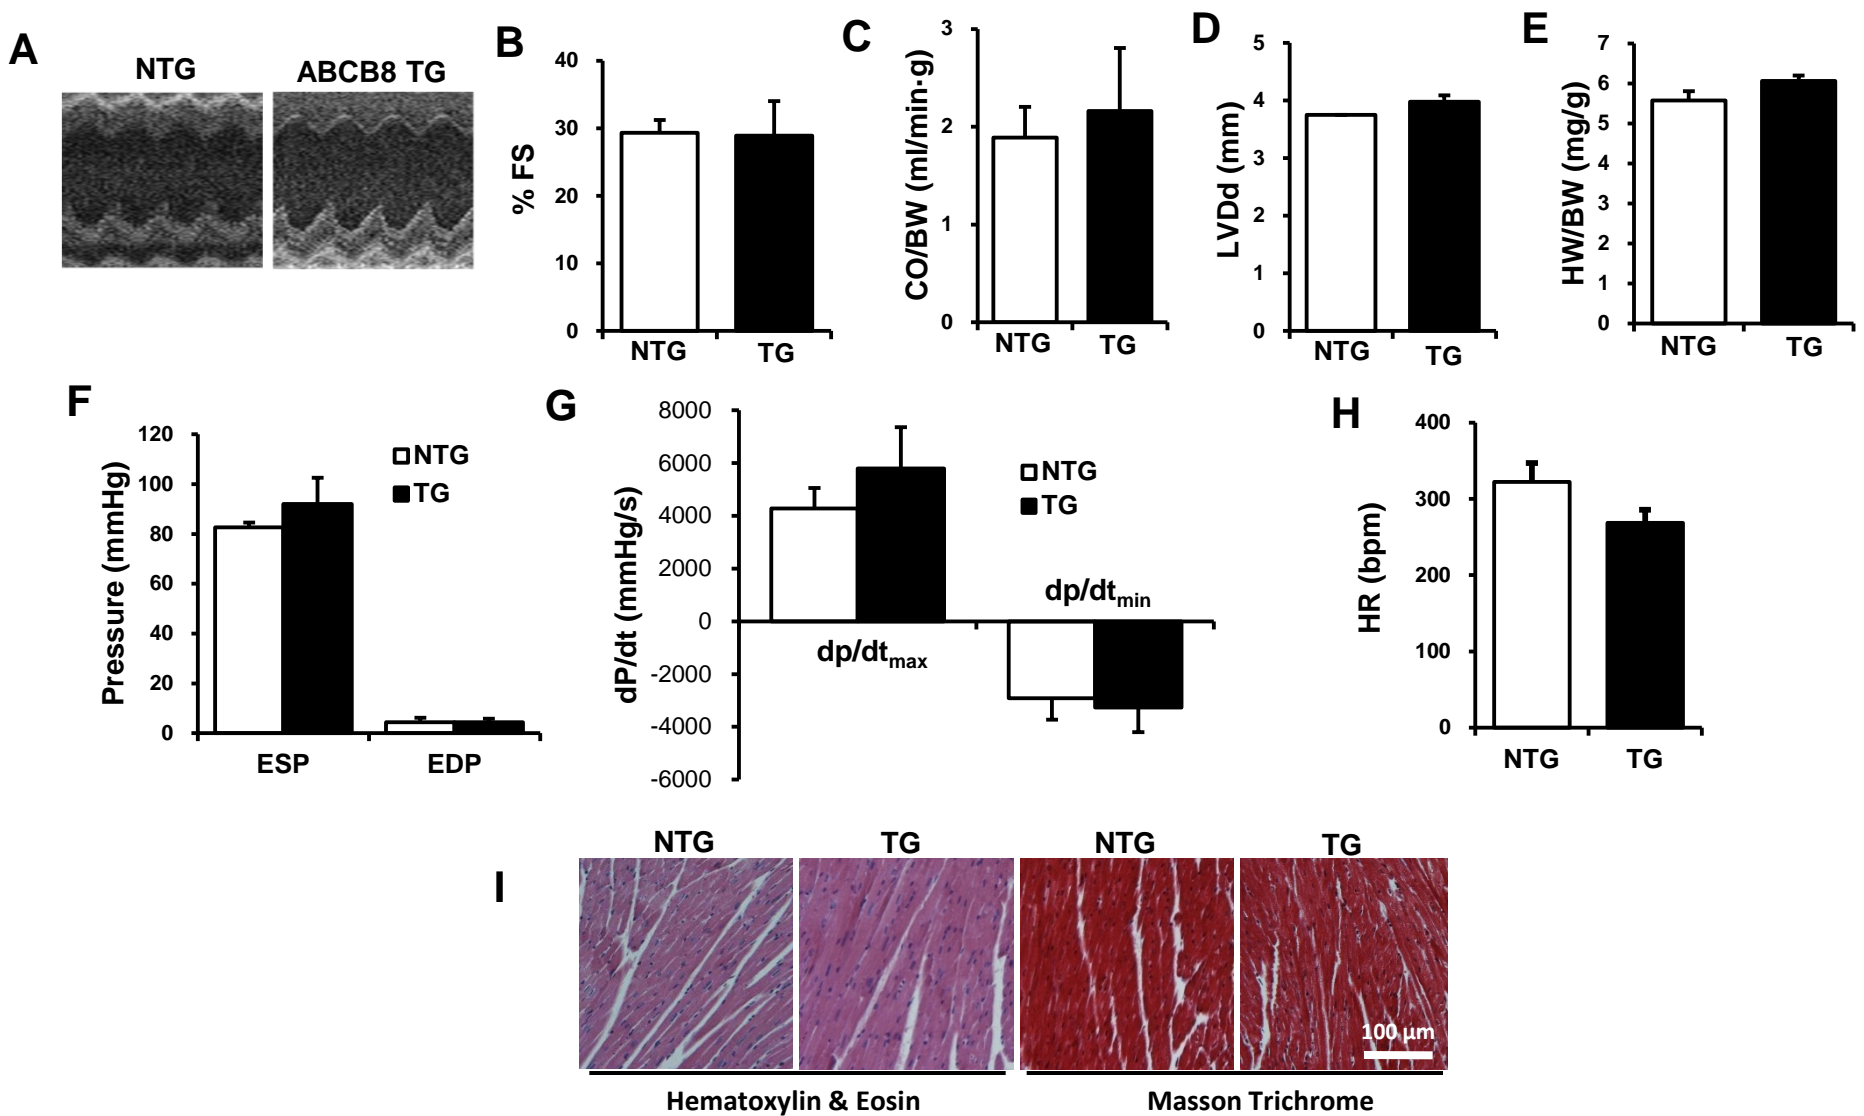 A
NTG
ABCB8 TG
B
% FS
40
30
20
10
0
NTG
TG
C
CO/BW (ml/min·g)
3
2
1
0
NTG
TG
D
LVDd (mm)
5
4
3
2
1
0
NTG
TG
E
HW/BW (mg/g)
7
6
5
4
3
2
1
0
NTG
TG
F
Pressure (mmHg)
120
100
80
60
40
20
0
NTG
TG
ESP
EDP
G
dP/dt (mmHg/s)
8000
6000
4000
2000
0
-2000
-4000
-6000
NTG
TG
dp/dtmin
dp/dtmax
H
HR (bpm)
400
300
200
100
0
NTG
TG
I
NTG
TG
NTG
TG
100 µm
Hematoxylin & Eosin
Masson Trichrome